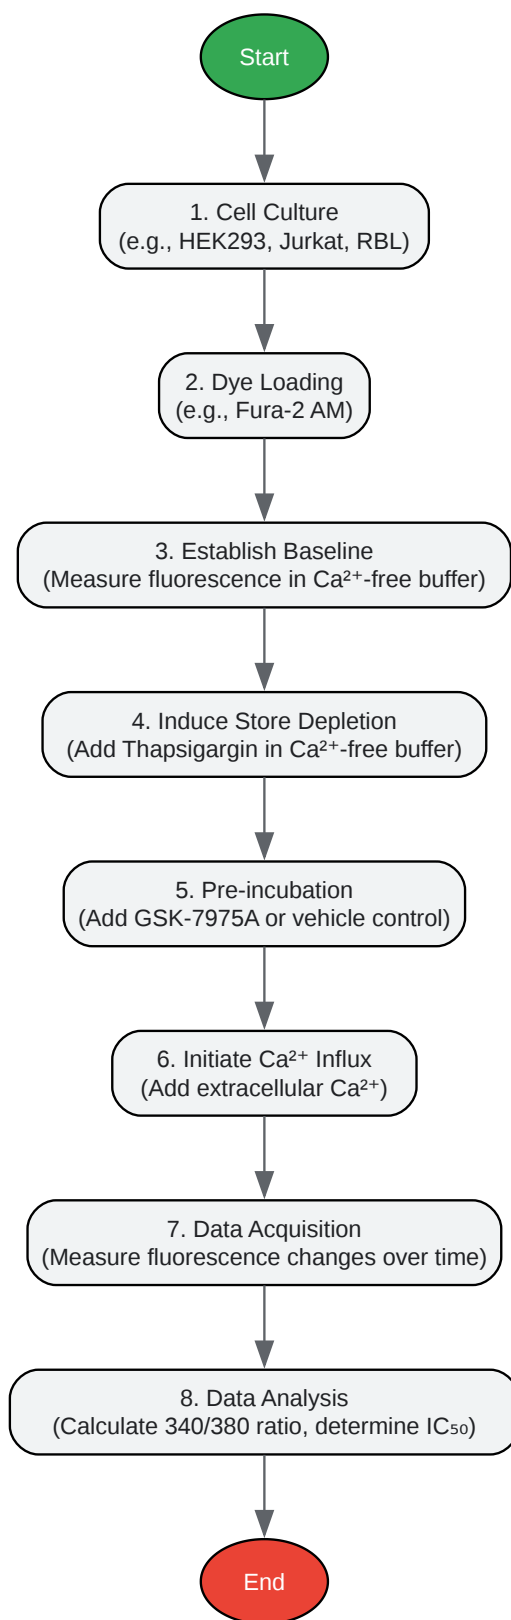 Start
1. Cell Culture
(e.g., HEK293, Jurkat, RBL)
2. Dye Loading
(e.g., Fura-2 AM)
3. Establish Baseline
(Measure fluorescence in Ca²⁺-free buffer)
4. Induce Store Depletion
(Add Thapsigargin in Ca²⁺-free buffer)
5. Pre-incubation
(Add GSK-7975A or vehicle control)
6. Initiate Ca²⁺ Influx
(Add extracellular Ca²⁺)
7. Data Acquisition
(Measure fluorescence changes over time)
8. Data Analysis
(Calculate 340/380 ratio, determine IC₅₀)
End